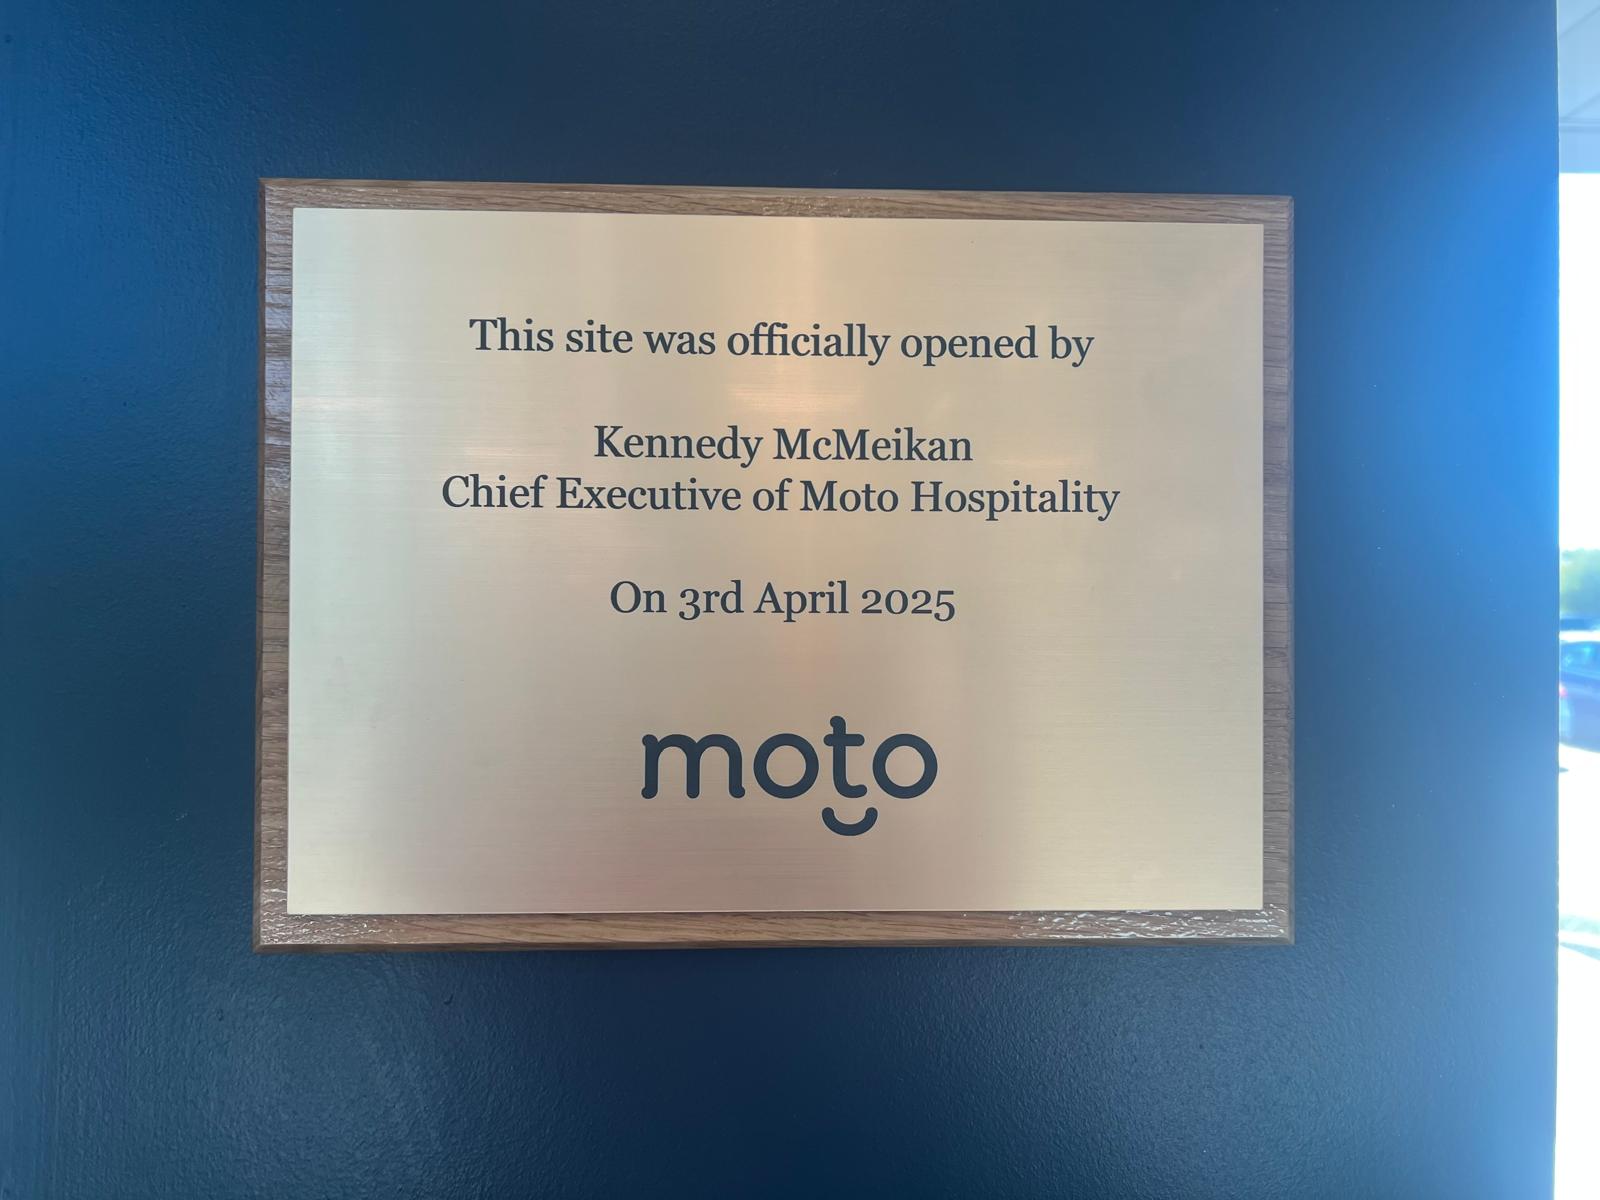 This site was officially opened by
Kennedy McMeikan
Chief Executive of Moto Hospitality
On 3rd April 2025
moto